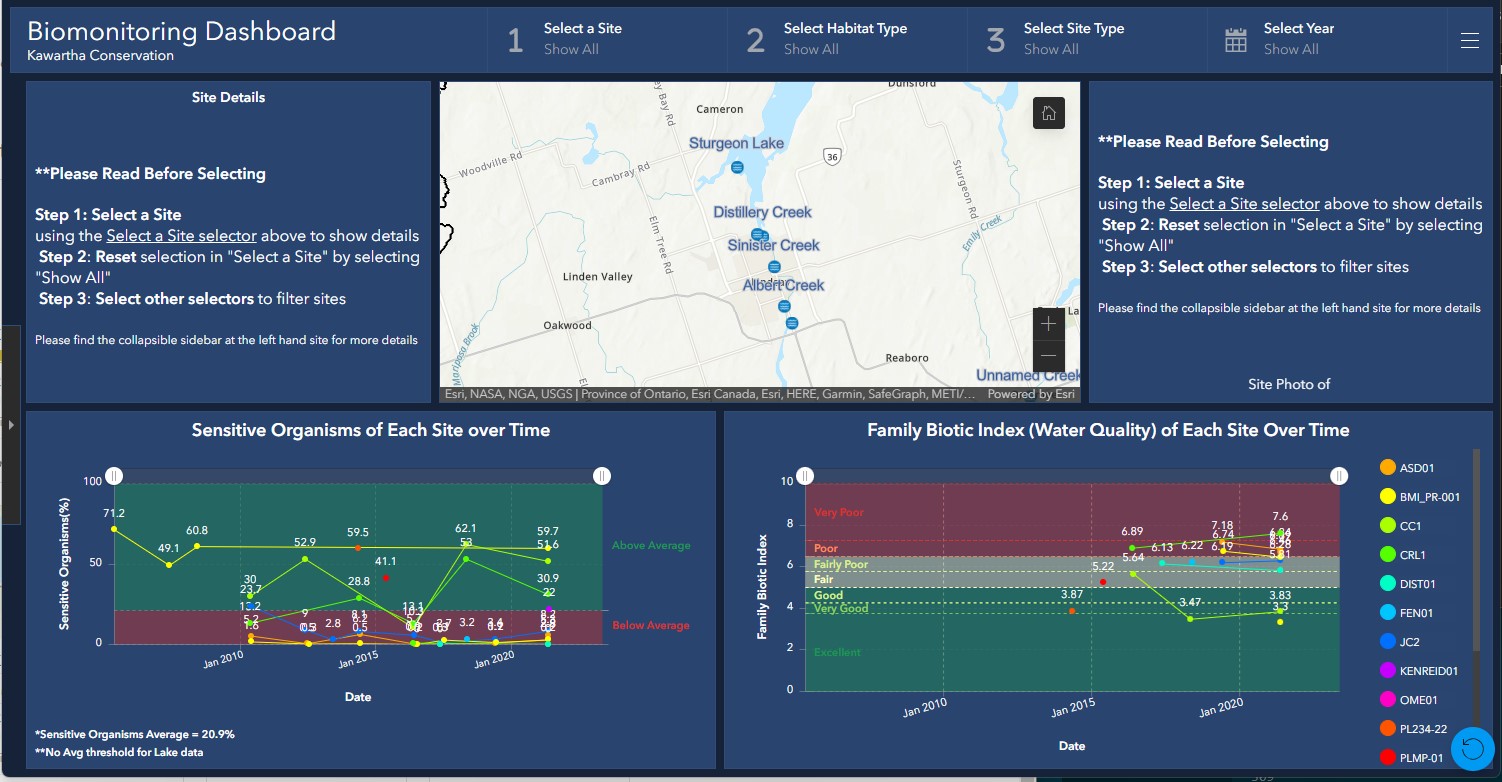 Biomonitoring Dashboard
Kawartha Conservation
1
Select a Site
Show All
2
Select Habitat Type
Show All
3
Select Site Type
Show All
Select Year
Show All
Site Details
**Please Read Before Selecting
Step 1: Select a Site
using the Select a Site selector above to show details
Step 2: Reset selection in "Select a Site" by selecting
"Show All"
Step 3: Select other selectors to filter sites
Please find the collapsible sidebar at the left hand site for more details
Cameron
Dunsford
ey Bay Rd
Sturgeon Lake
36
Woodville Rd
Cambray Rd
Sturgeon Rd
Distillery Creek
Elm Tree Rd
Emily Creek
Sinister Creek
Linden Valley
Albert Creek
Oakwood
Mariposa Brook
Reaboro
Unnamed Creek
Esri, NASA, NGA, USGS | Province of Ontario, Esri Canada, Esri, HERE, Garmin, SafeGraph, METI/...
Powered by Esri
**Please Read Before Selecting
Step 1: Select a Site
using the Select a Site selector above to show details
Step 2: Reset selection in "Select a Site" by selecting
"Show All"
Step 3: Select other selectors to filter sites
Please find the collapsible sidebar at the left hand site for more details
Site Photo of
Sensitive Organisms of Each Site over Time
Sensitive Organisms(%)
100
50
0
71.2
49.1
60.8
52.9
59.5
41.1
62.1
53
59.7
51.6
30
23.7
28.8
30.9
22
13.2
5.2
1.6
9
2.8
8.1
3.2
Above Average
Below Average
Jan 2010
Jan 2015
Jan 2020
Date
*Sensitive Organisms Average = 20.9%
**No Avg threshold for Lake data
Family Biotic Index (Water Quality) of Each Site Over Time
Family Biotic Index
10
8
6
4
2
0
Very Poor
Poor
Fairly Poor
Fair
Good
Very Good
Excellent
3.87
5.22
6.89
5.64
6.13
6.22
3.47
7.18
6.74
6.19
7.6
3.83
3.3
Jan 2010
Jan 2015
Jan 2020
Date
ASD01
BMI_PR-001
CC1
CRL1
DIST01
FEN01
JC2
KENREID01
OME01
PL234-22
PLMP-01